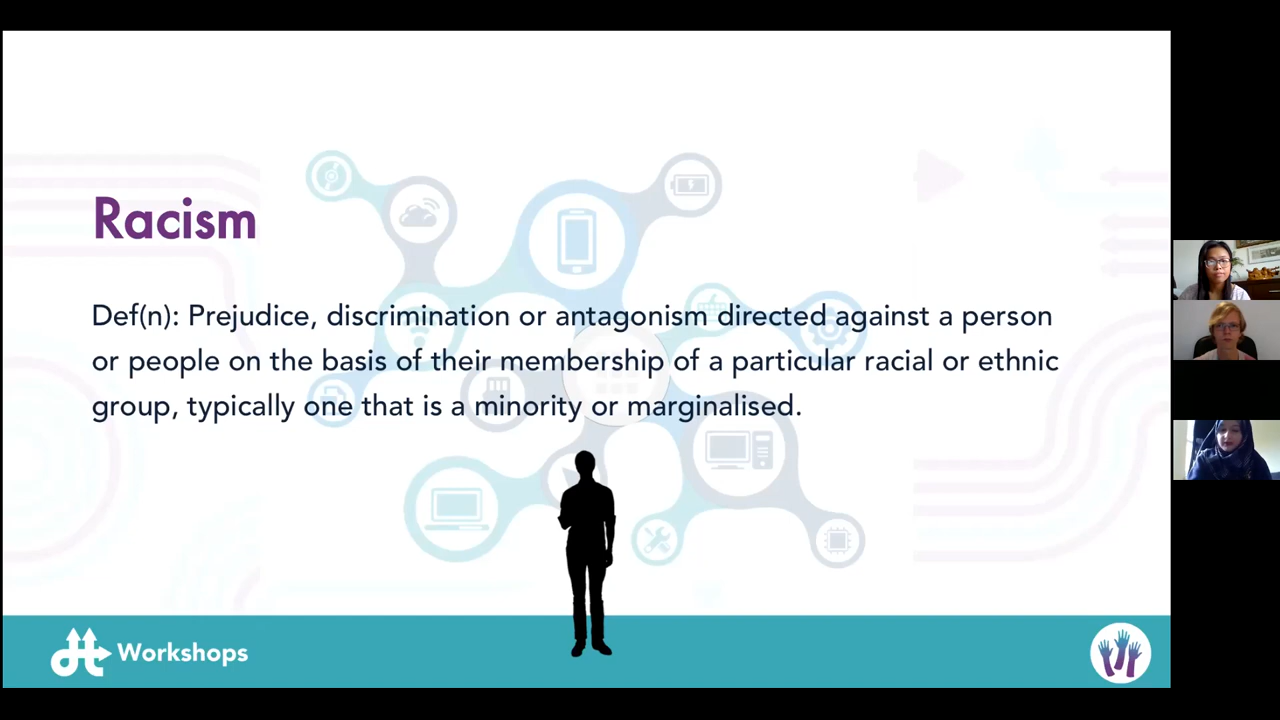 Racism
Def(n): Prejudice, discrimination or antagonism directed against a person
or people on the basis of their membership of a particular racial or ethnic
group, typically one that is a minority or marginalised.
Workshops